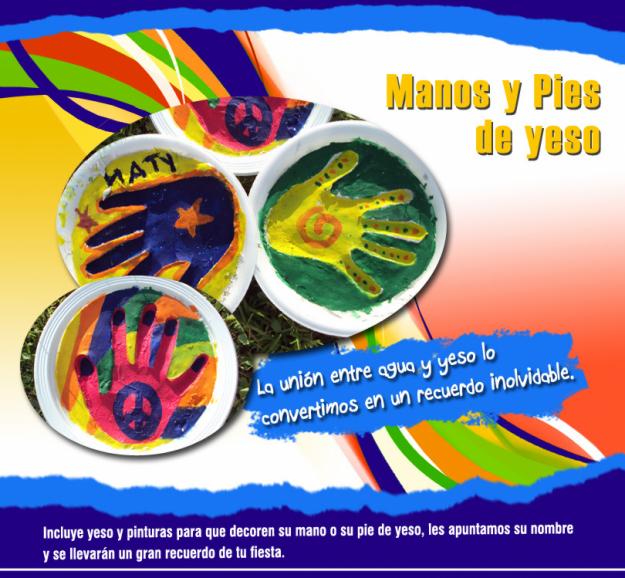 Manos y Pies
de yeso
NATY
La unión entre agua y yeso lo
convertimos en un recuerdo inolvidable.
Incluye yeso y pinturas para que decoren su mano o su pie de yeso, les apuntamos su nombre
y se llevarán un gran recuerdo de tu fiesta.